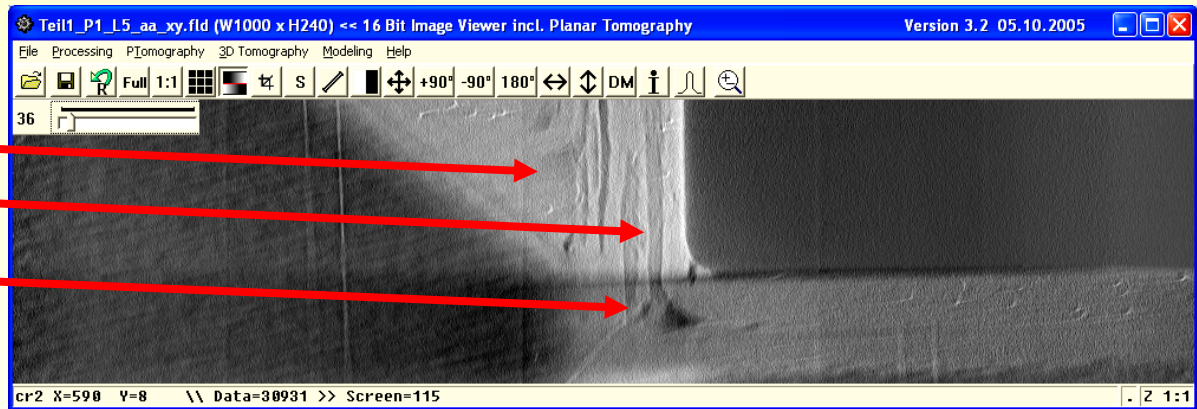 Teil1_P1_L5_aa_xy.fld (W1000 x H240) << 16 Bit Image Viewer incl. Planar Tomography Version 3.2 05.10.2005
File Processing PTomography 3D Tomography Modeling Help
R Full 1:1 S +90° -90° 180° DM i
36
cr2 X=590 Y=8 \\ Data=30931 >> Screen=115 . Z 1:1